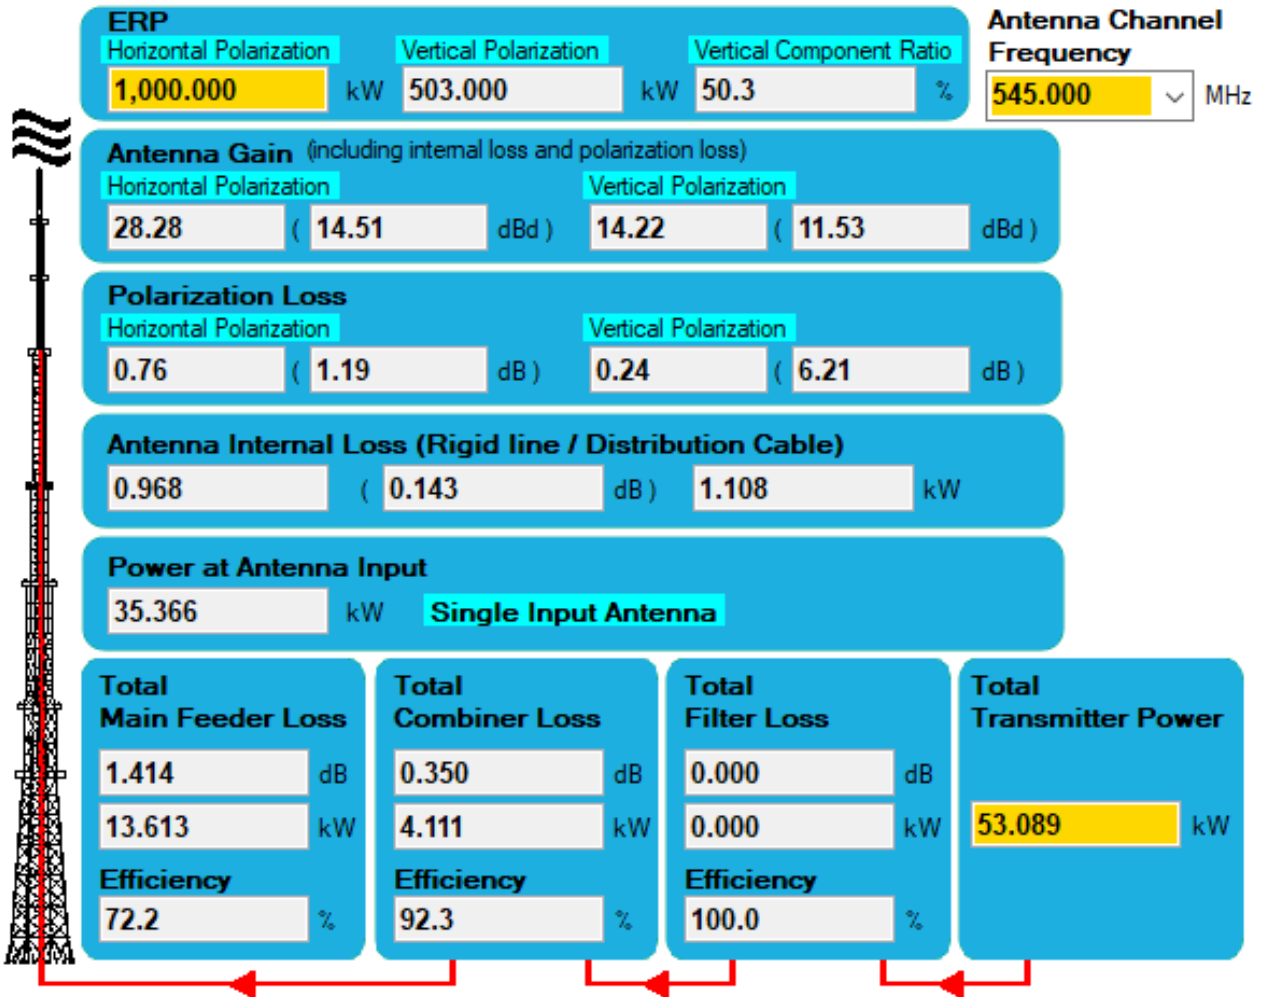 ERP
Horizontal Polarization Vertical Polarization Vertical Component Ratio
1,000.000 kW 503.000 kW 50.3 %
Antenna Channel
Frequency
545.000 MHz
Antenna Gain (including internal loss and polarization loss)
Horizontal Polarization Vertical Polarization
28.28 ( 14.51 dBd ) 14.22 ( 11.53 dBd )
Polarization Loss
Horizontal Polarization Vertical Polarization
0.76 ( 1.19 dB ) 0.24 ( 6.21 dB )
Antenna Internal Loss (Rigid line / Distribution Cable)
0.968 ( 0.143 dB ) 1.108 kW
Power at Antenna Input
35.366 kW Single Input Antenna
Total
Main Feeder Loss
1.414 dB
13.613 kW
Efficiency
72.2 %
Total
Combiner Loss
0.350 dB
4.111 kW
Efficiency
92.3 %
Total
Filter Loss
0.000 dB
0.000 kW
Efficiency
100.0 %
Total
Transmitter Power
53.089 kW